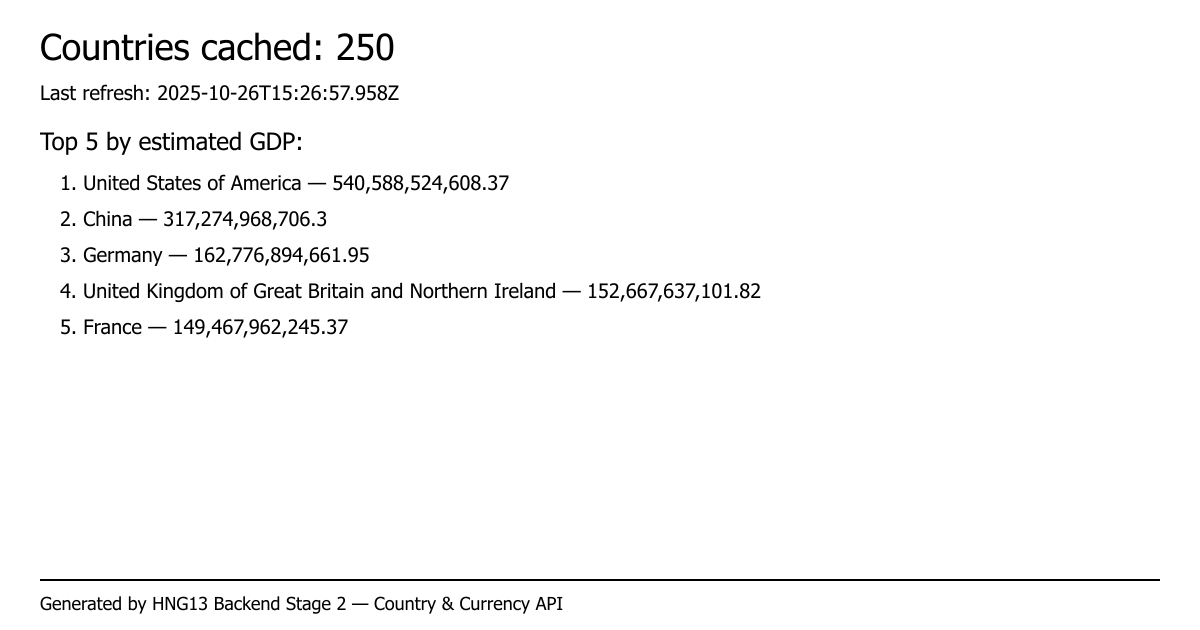 Countries cached: 250
Last refresh: 2025-10-26T15:26:57.958Z
Top 5 by estimated GDP:
1. United States of America — 540,588,524,608.37
2. China — 317,274,968,706.3
3. Germany — 162,776,894,661.95
4. United Kingdom of Great Britain and Northern Ireland — 152,667,637,101.82
5. France — 149,467,962,245.37
Generated by HNG13 Backend Stage 2 — Country & Currency API